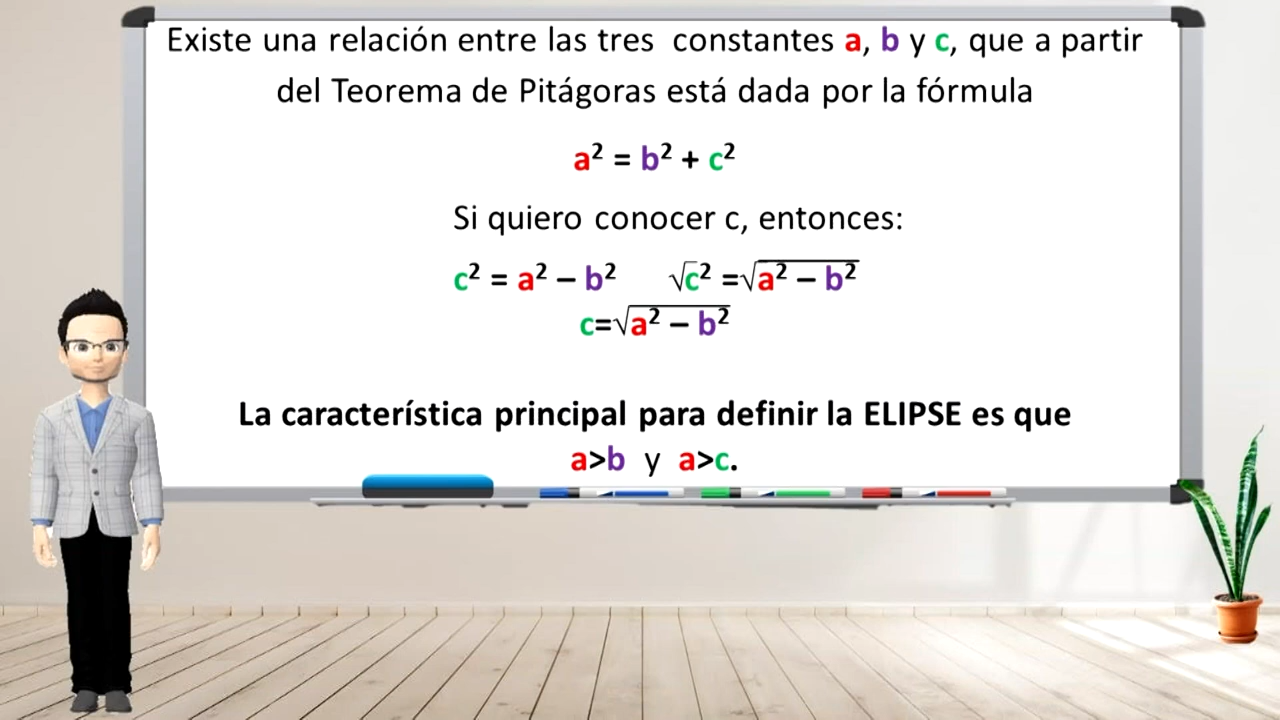 Existe una relación entre las tres constantes a, b y c, que a partir
del Teorema de Pitágoras está dada por la fórmula
a² = b² + c²
Si quiero conocer c, entonces:
c² = a² – b² √c² =√a² – b²
c=√a² – b²
La característica principal para definir la ELIPSE es que
a>b y a>c.